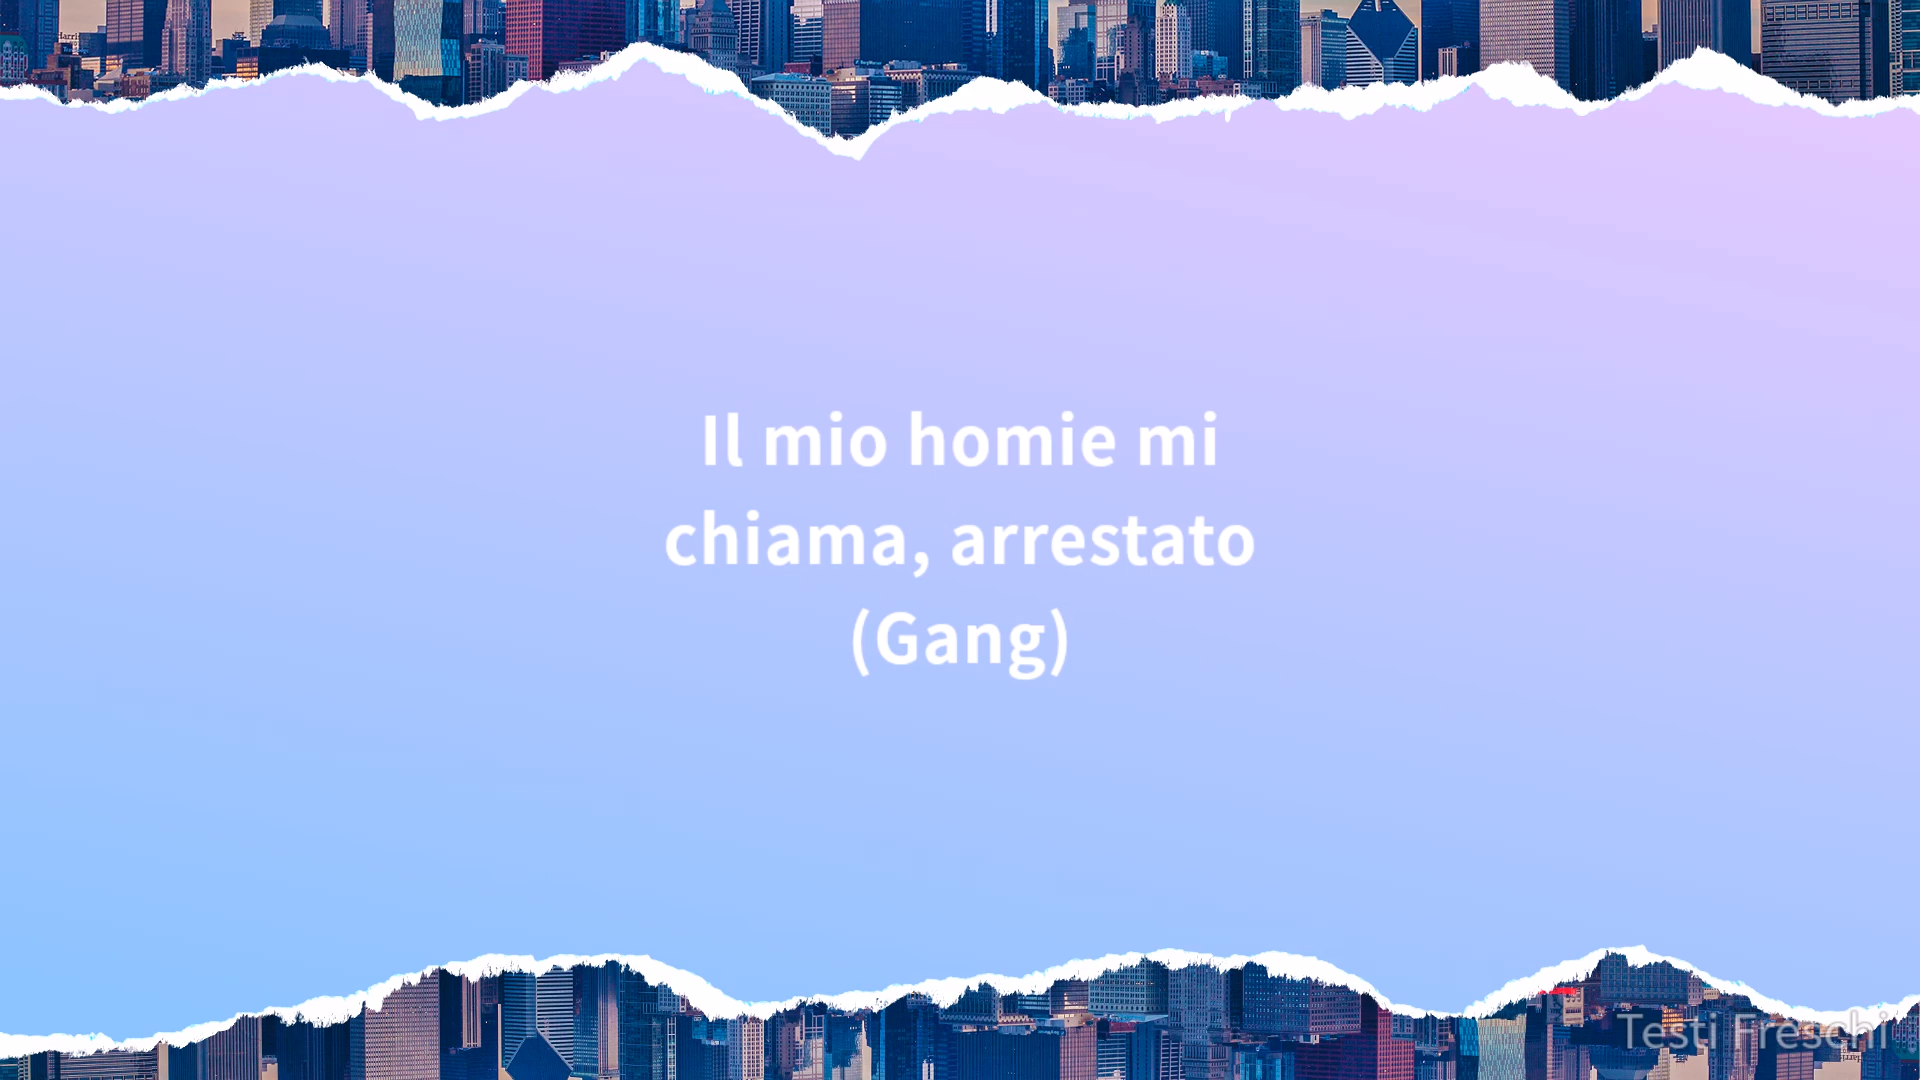 Il mio homie mi
chiama, arrestato
(Gang)
Testi Freschi